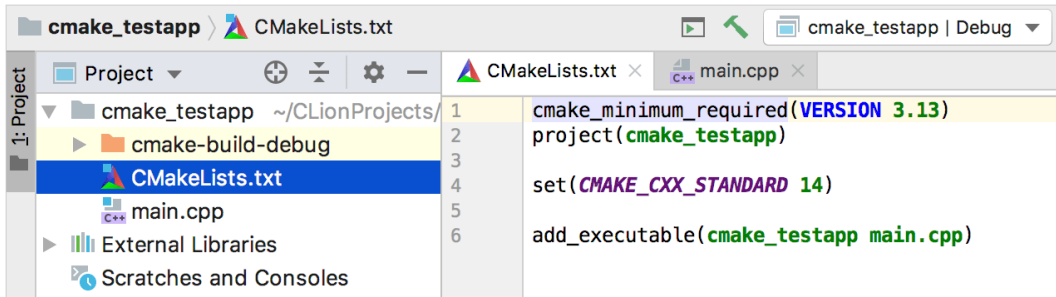 cmake_testapp CMakeLists.txt cmake_testapp | Debug
1: Project
Project
cmake_testapp ~/CLionProjects/
cmake-build-debug
CMakeLists.txt
C++ main.cpp
External Libraries
Scratches and Consoles
CMakeLists.txt C++ main.cpp
1 cmake_minimum_required(VERSION 3.13)
2 project(cmake_testapp)
3
4 set(CMAKE_CXX_STANDARD 14)
5
6 add_executable(cmake_testapp main.cpp)